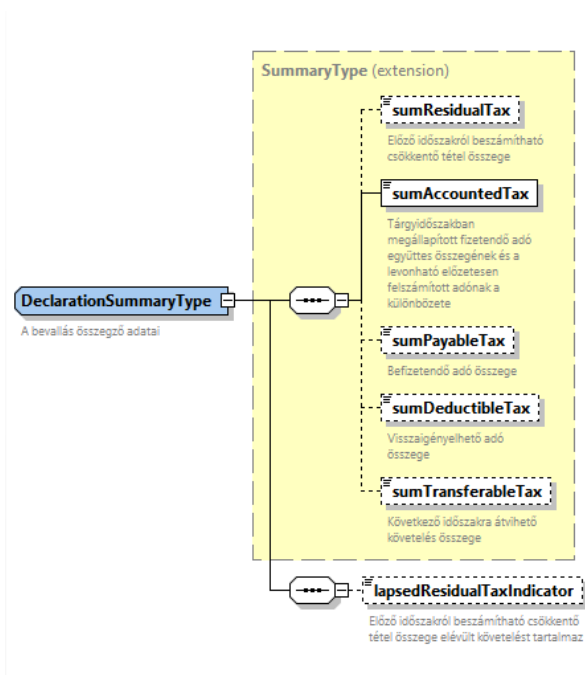 SummaryType (extension)
sumResidualTax
Előző időszakról beszámítható
csökkentő tétel összege
sumAccountedTax
Tárgyidőszakban
megállapított fizetendő adó
együttes összegének és a
levonható előzetesen
felszámított adónak a
különbözete
DeclarationSummaryType
A bevallás összegző adatai
sumPayableTax
Befizetendő adó összege
sumDeductibleTax
Visszaigényelhető adó
összege
sumTransferableTax
Következő időszakra átvihető
követelés összege
lapsedResidualTaxIndicator
Előző időszakról beszámítható csökkentő
tétel összege elévült követelést tartalmaz